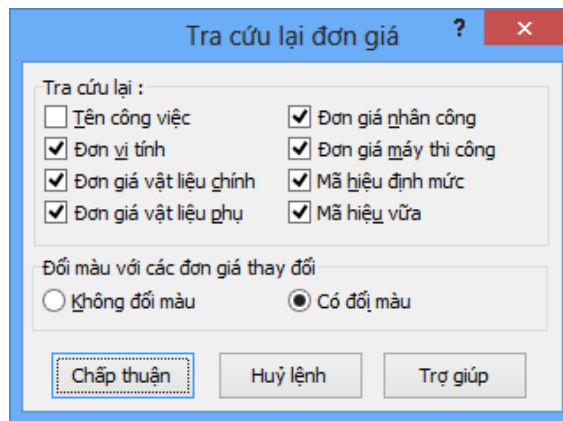 Tra cứu lại đơn giá ? ×
Tra cứu lại :
Tên công việc
Đơn giá nhân công
Đơn vị tính
Đơn giá máy thi công
Đơn giá vật liệu chính
Mã hiệu định mức
Đơn giá vật liệu phụ
Mã hiệu vữa
Đổi màu với các đơn giá thay đổi
Không đổi màu
Có đổi màu
Chấp thuận
Huỷ lệnh
Trợ giúp